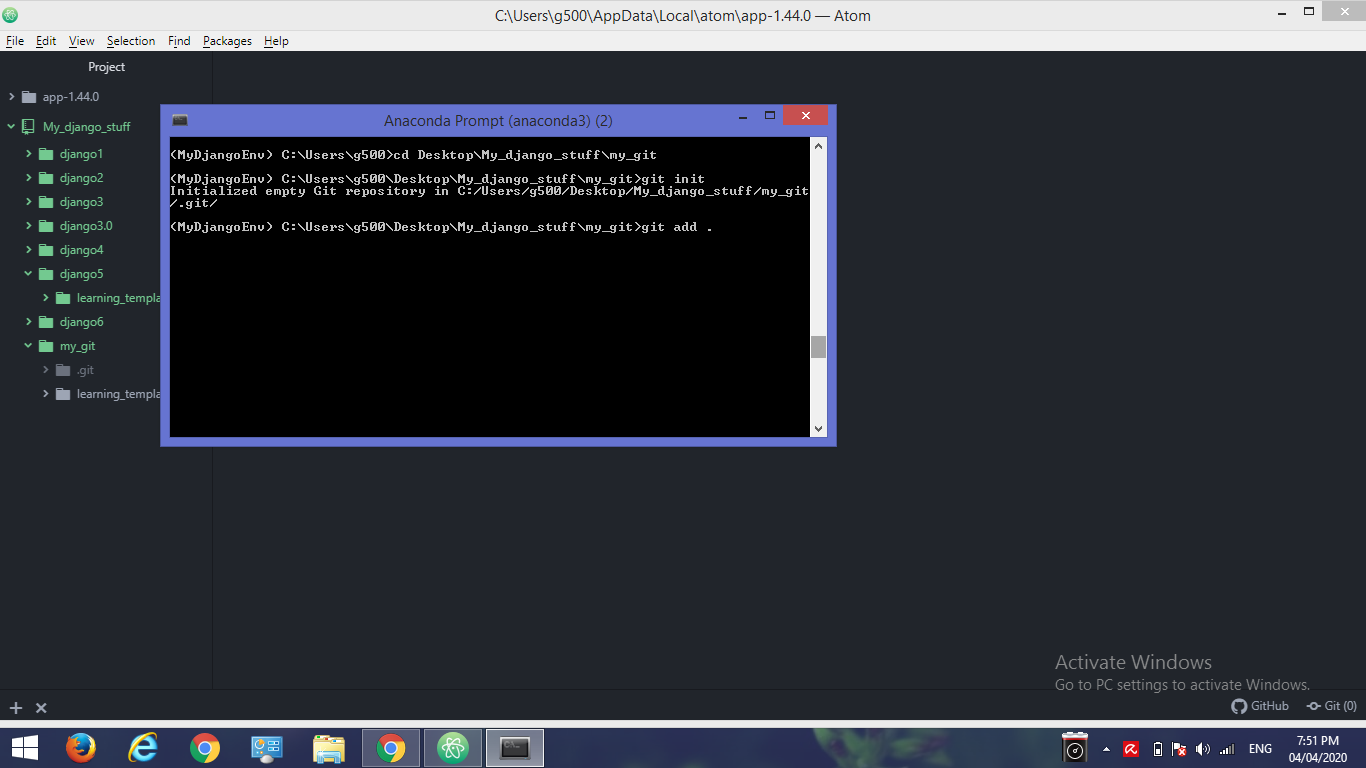 C:\Users\g500\AppData\Local\atom\app-1.44.0 — Atom
File Edit View Selection Find Packages Help
Project
app-1.44.0
My_django_stuff
django1
django2
django3
django3.0
django4
django5
learning_templa
django6
my_git
.git
learning_templa
Anaconda Prompt (anaconda3) (2)
(MyDjangoEnv) C:\Users\g500>cd Desktop\My_django_stuff\my_git
(MyDjangoEnv) C:\Users\g500\Desktop\My_django_stuff\my_git>git init
Initialized empty Git repository in C:/Users/g500/Desktop/My_django_stuff/my_git
/.git/
(MyDjangoEnv) C:\Users\g500\Desktop\My_django_stuff\my_git>git add .
Activate Windows
Go to PC settings to activate Windows.
GitHub Git (0)
ENG
7:51 PM
04/04/2020